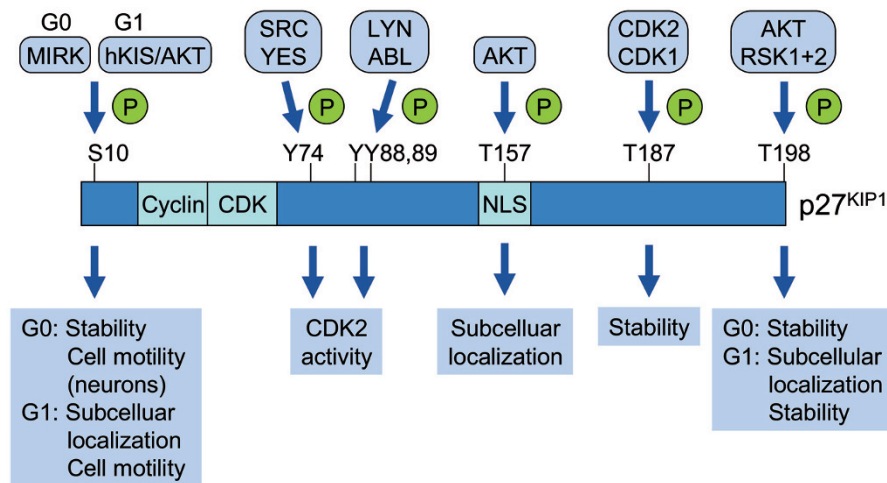 G0 G1
MIRK hKIS/AKT
SRC
YES
LYN
ABL
AKT
CDK2
CDK1
AKT
RSK1+2
P P P P P P
S10 Y74 YY88,89 T157 T187 T198
Cyclin CDK NLS p27KIP1
G0: Stability
Cell motility
(neurons)
G1: Subcelluar
localization
Cell motility
CDK2
activity
Subcelluar
localization
Stability
G0: Stability
G1: Subcellular
localization
Stability